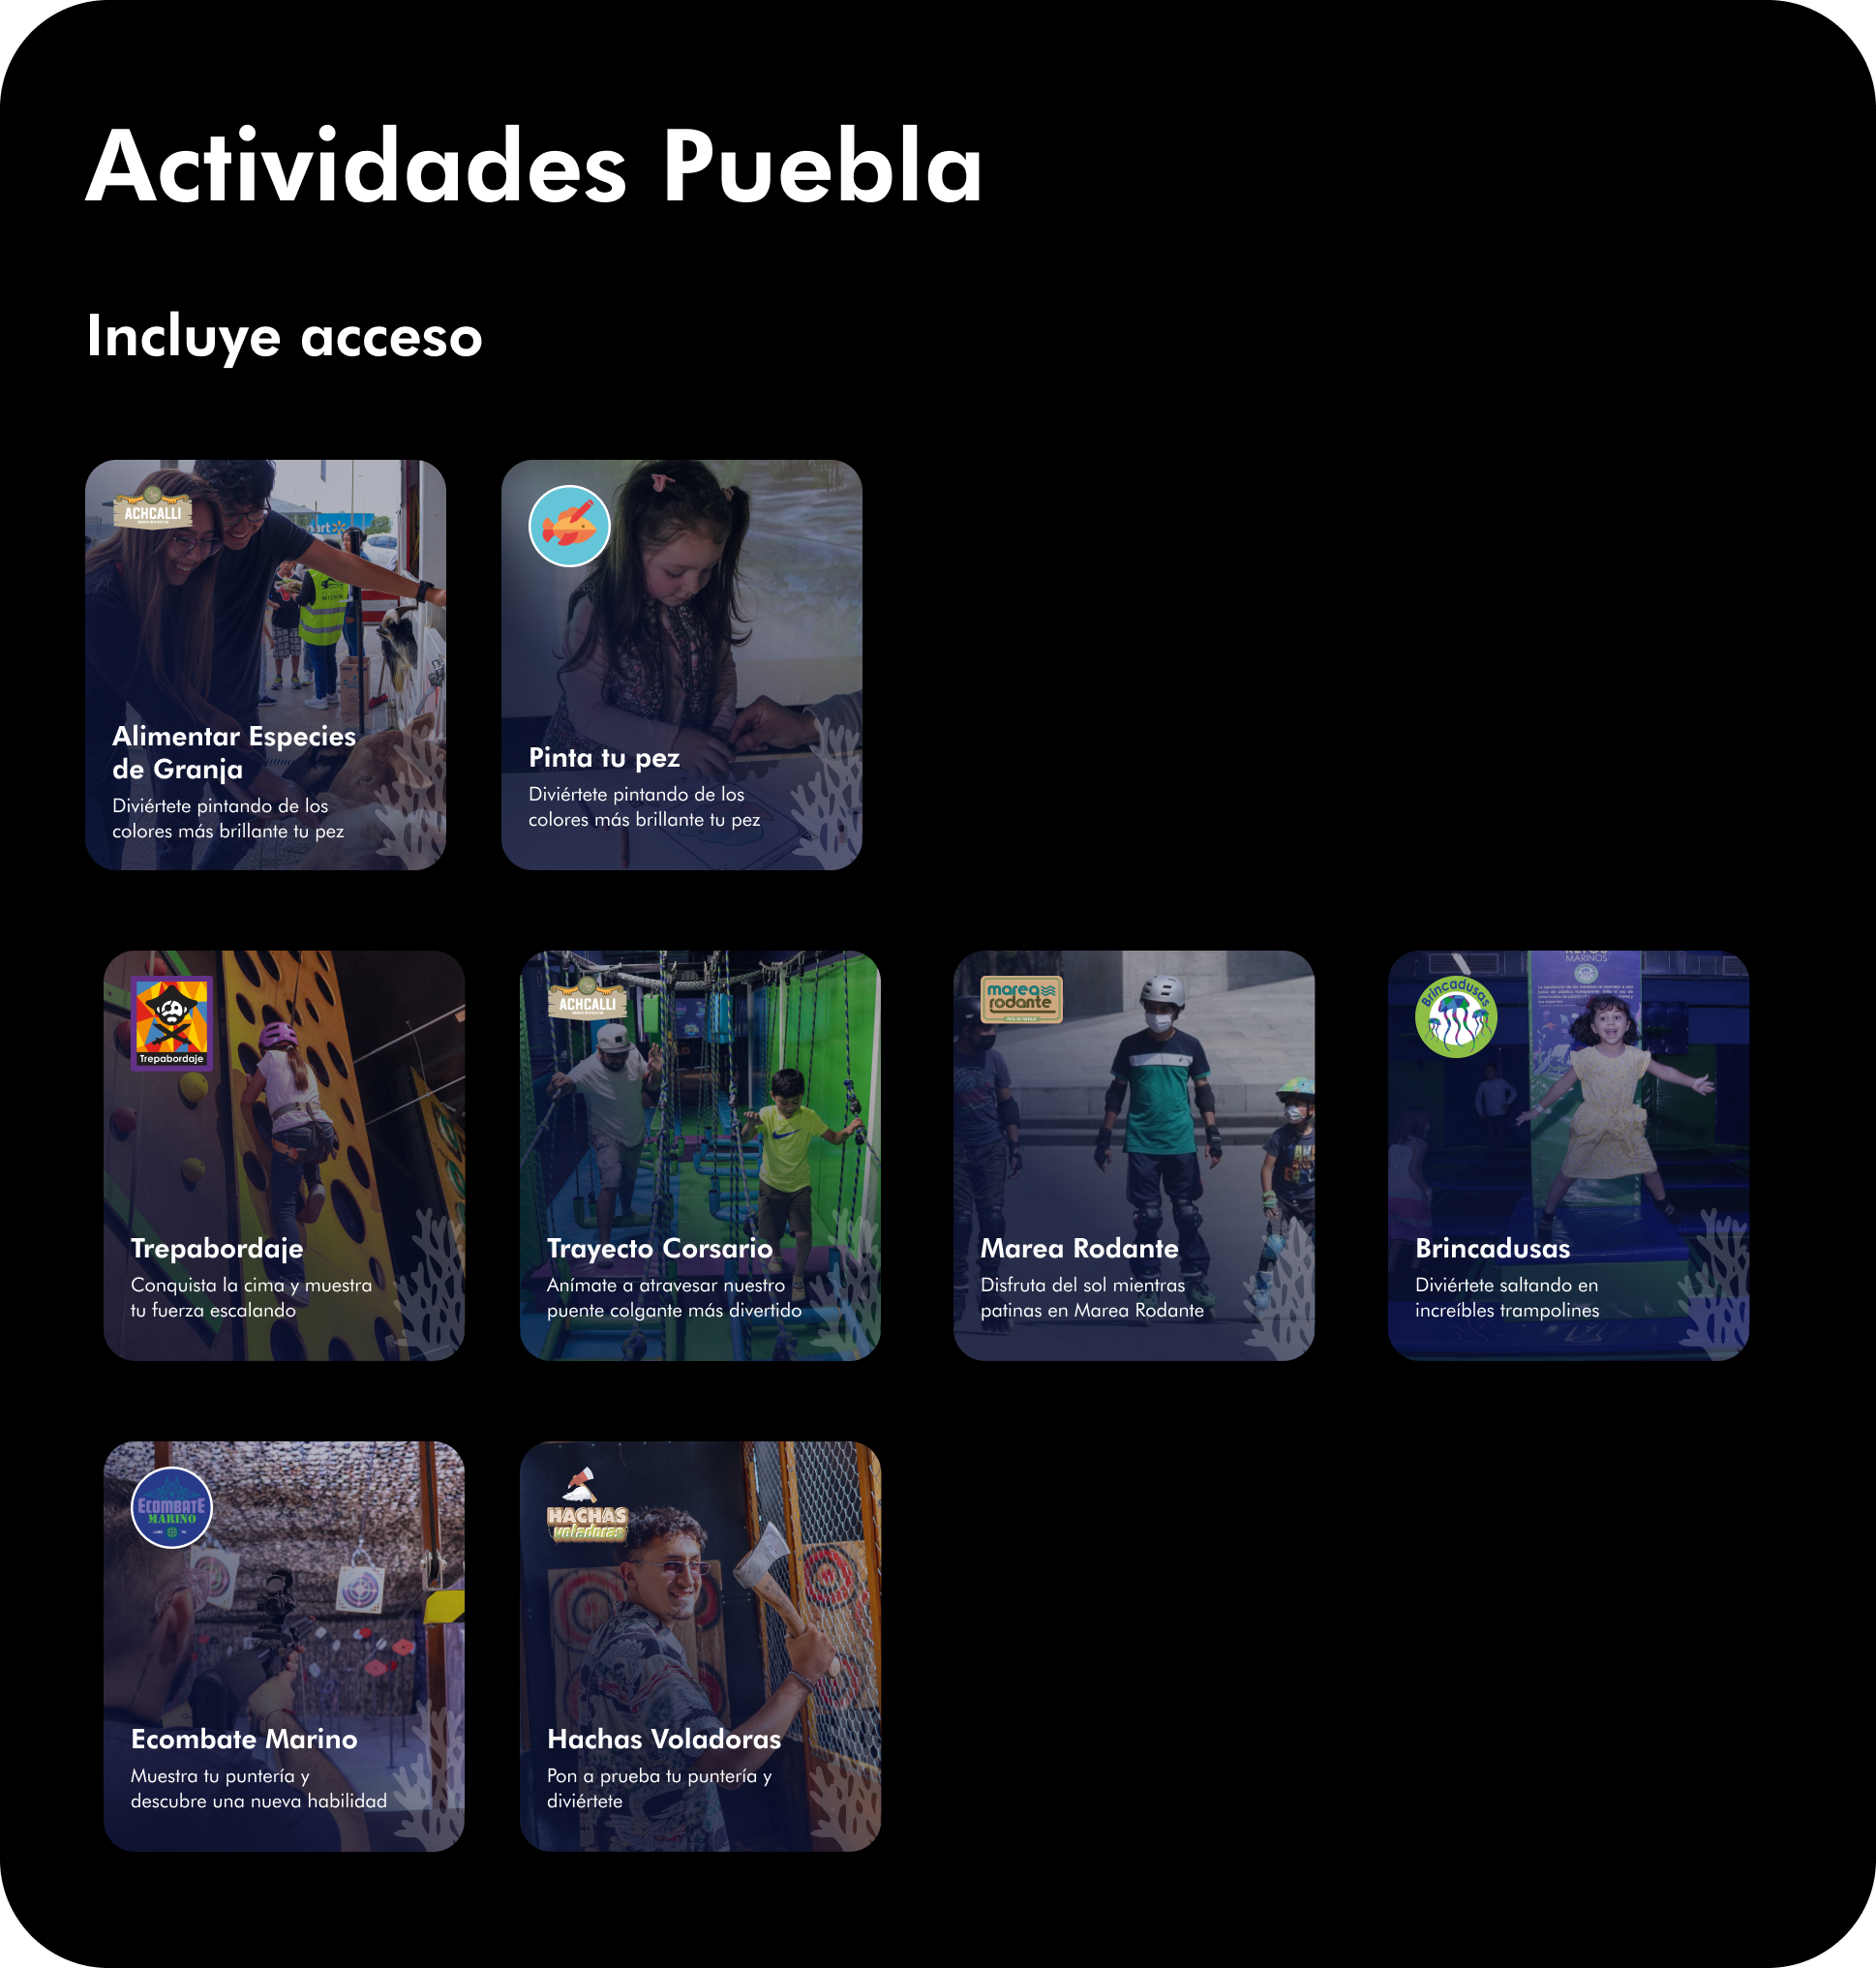 Actividades Puebla
Incluye acceso
ACHCALLI
mart
MICHIN
Alimentar Especies
de Granja
Diviértete pintando de los
colores más brillante tu pez
Pinta tu pez
Diviértete pintando de los
colores más brillante tu pez
Trepabordaje
Trepabordaje
Conquista la cima y muestra
tu fuerza escalando
ACHCALLI
Trayecto Corsario
Anímate a atravesar nuestro
puente colgante más divertido
marea
rodante
Marea Rodante
Disfruta del sol mientras
patinas en Marea Rodante
Brincadusas
MARINOS
Brincadusas
Diviértete saltando en
increíbles trampolines
ECOMBATE
MARINO
Ecombate Marino
Muestra tu puntería y
descubre una nueva habilidad
HACHAS
voladoras
Hachas Voladoras
Pon a prueba tu puntería y
diviértete